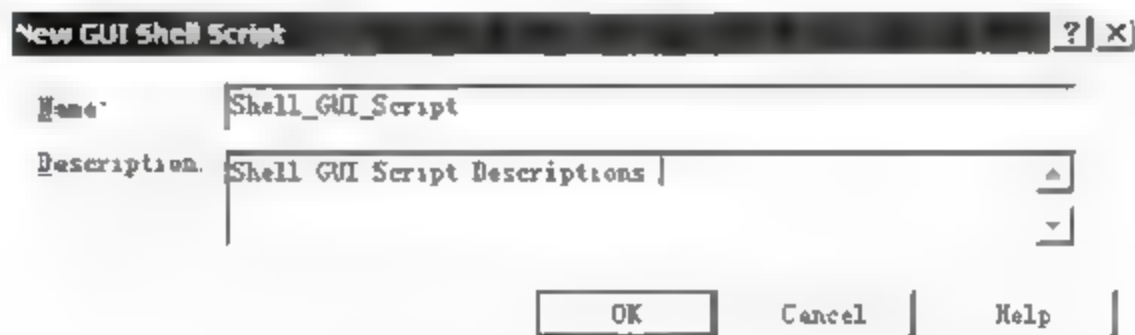 New GUI Shell Script ? ×
Name: Shell_GUI_Script
Description: Shell GUI Script Descriptions
OK Cancel Help